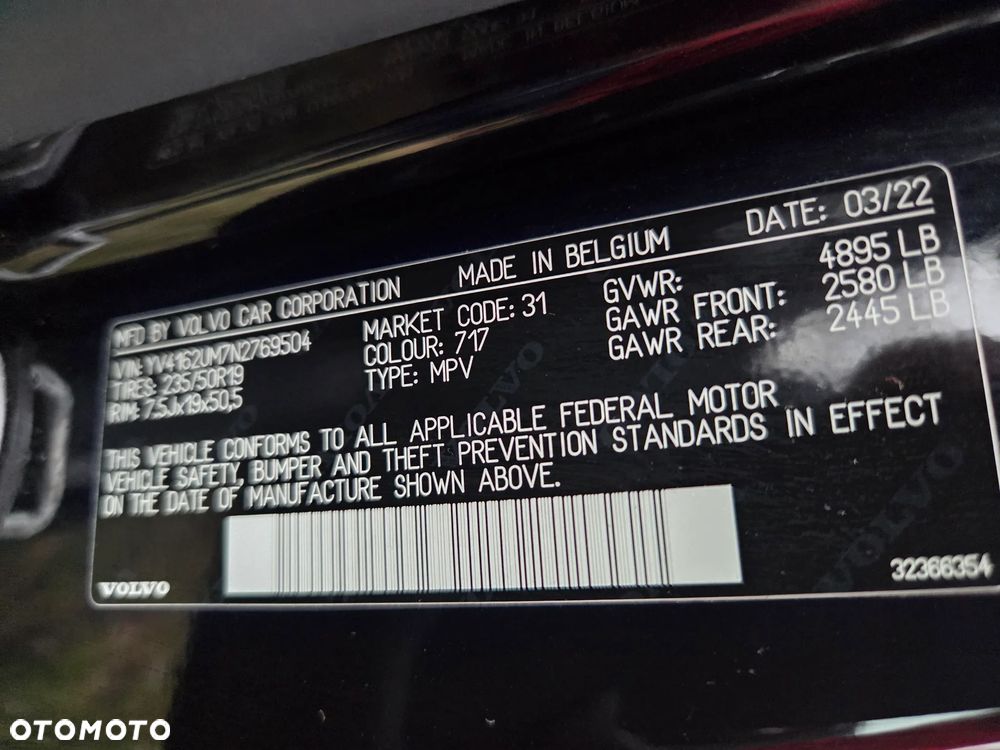 MFD BY VOLVO CAR CORPORATION MADE IN BELGIUM DATE: 03/22
VIN: YV4162UM7N2769504 MARKET CODE: 31 GVWR: 4895 LB
TIRES: 235/50R19 COLOUR: 717 GAWR FRONT: 2580 LB
RIM: 7.5Jx19x50,5 TYPE: MPV GAWR REAR: 2445 LB
THIS VEHICLE CONFORMS TO ALL APPLICABLE FEDERAL MOTOR
VEHICLE SAFETY, BUMPER AND THEFT PREVENTION STANDARDS IN EFFECT
ON THE DATE OF MANUFACTURE SHOWN ABOVE.
VOLVO 32366354
OTOMOTO